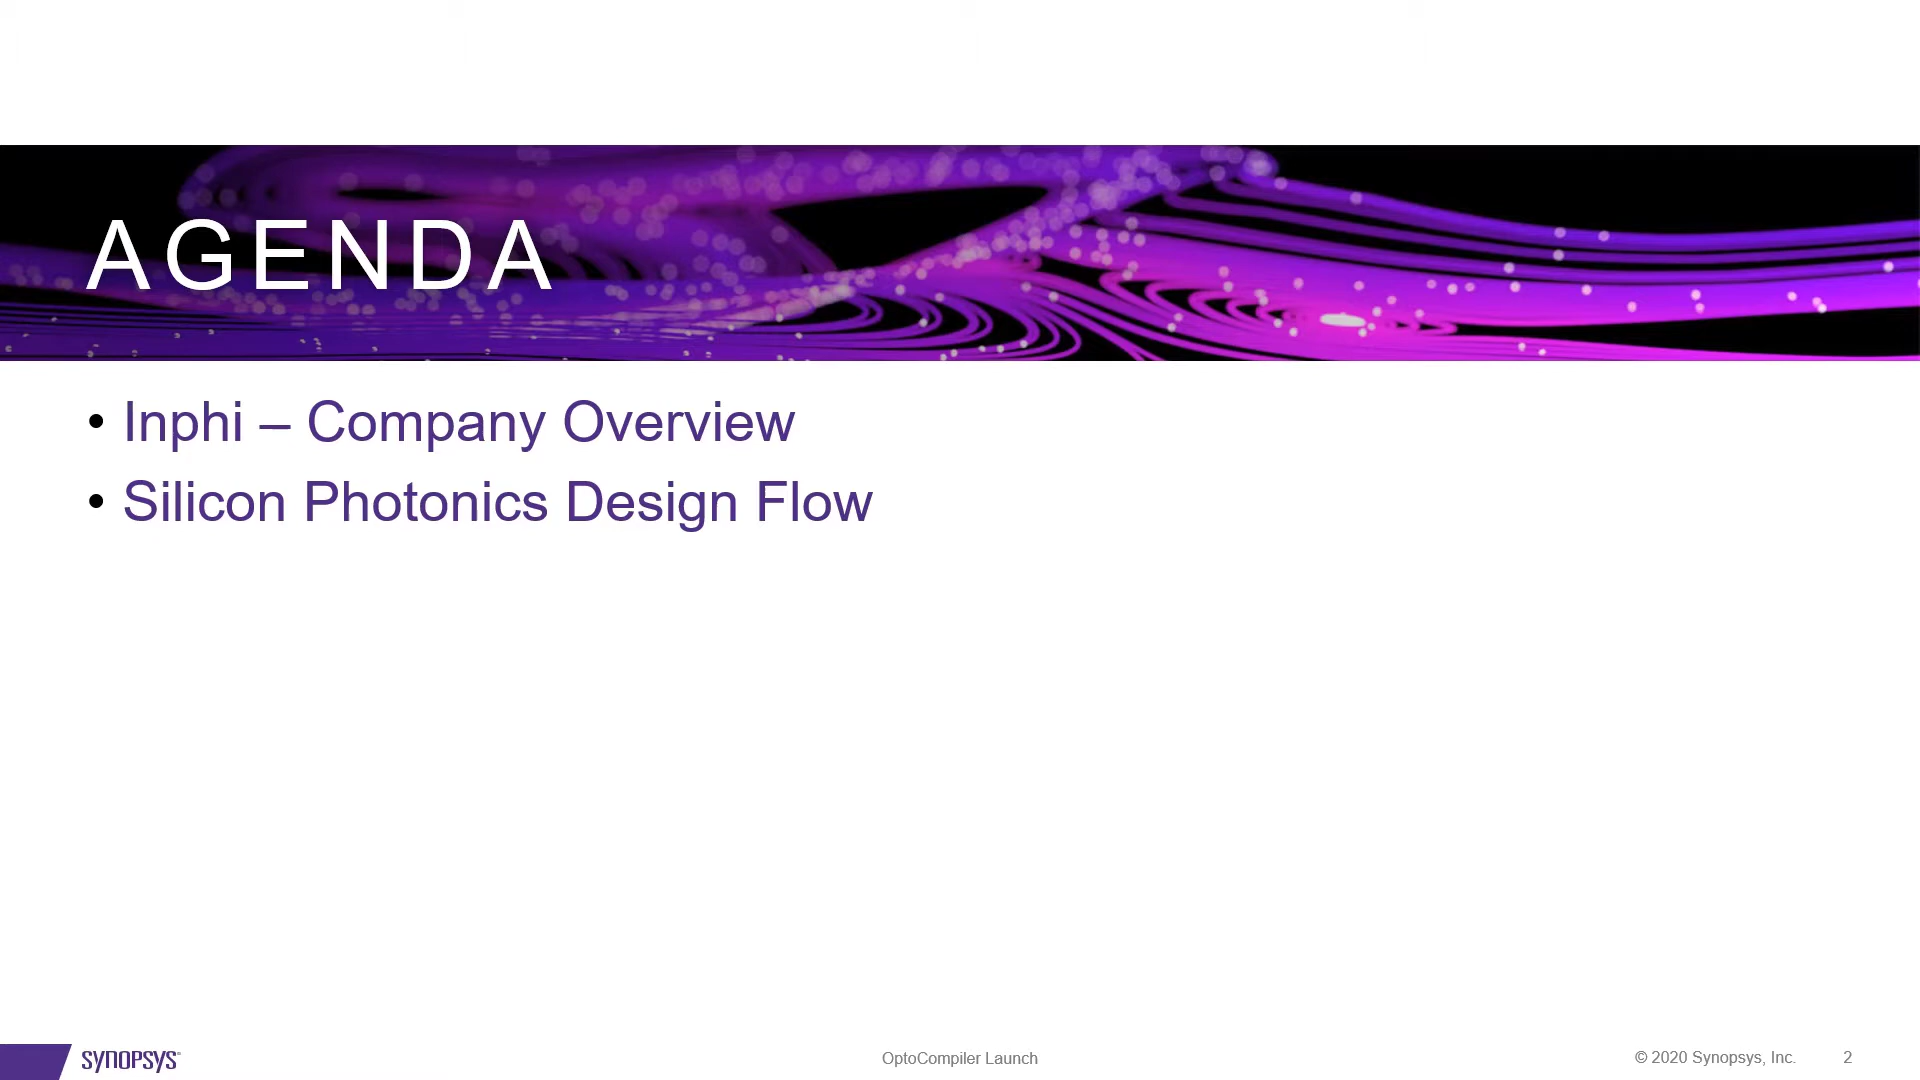 AGENDA
• Inphi – Company Overview
• Silicon Photonics Design Flow
SYNOPSYS®
OptoCompiler Launch
© 2020 Synopsys, Inc.
2